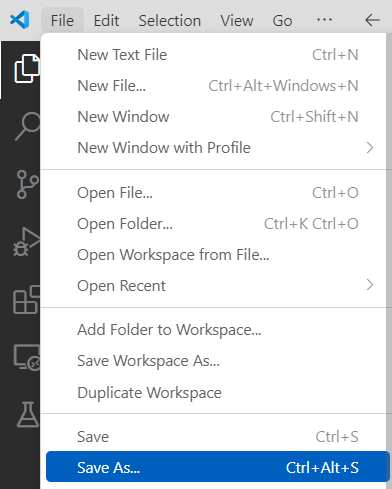 File Edit Selection View Go ...
New Text File Ctrl+N
New File... Ctrl+Alt+Windows+N
New Window Ctrl+Shift+N
New Window with Profile
Open File... Ctrl+O
Open Folder... Ctrl+K Ctrl+O
Open Workspace from File...
Open Recent
Add Folder to Workspace...
Save Workspace As...
Duplicate Workspace
Save Ctrl+S
Save As... Ctrl+Alt+S